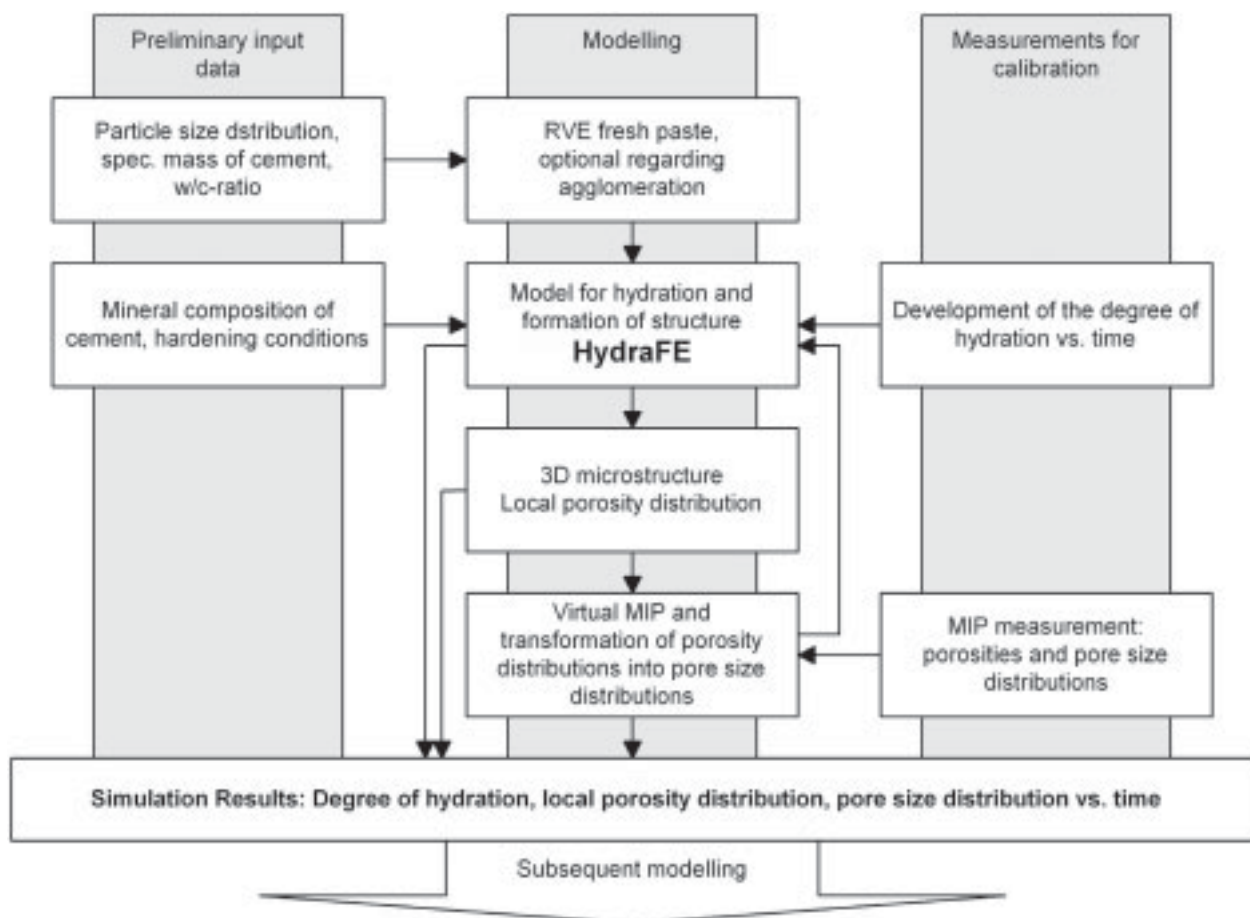 Preliminary input
data
Modelling
Measurements for
calibration
Particle size dstribution,
spec. mass of cement,
w/c-ratio
RVE fresh paste,
optional regarding
agglomeration
Mineral composition of
cement, hardening conditions
Model for hydration and
formation of structure
HydraFE
Development of the degree of
hydration vs. time
3D microstructure
Local porosity distribution
Virtual MIP and
transformation of porosity
distributions into pore size
distributions
MIP measurement:
porosities and pore size
distributions
Simulation Results: Degree of hydration, local porosity distribution, pore size distribution vs. time
Subsequent modelling